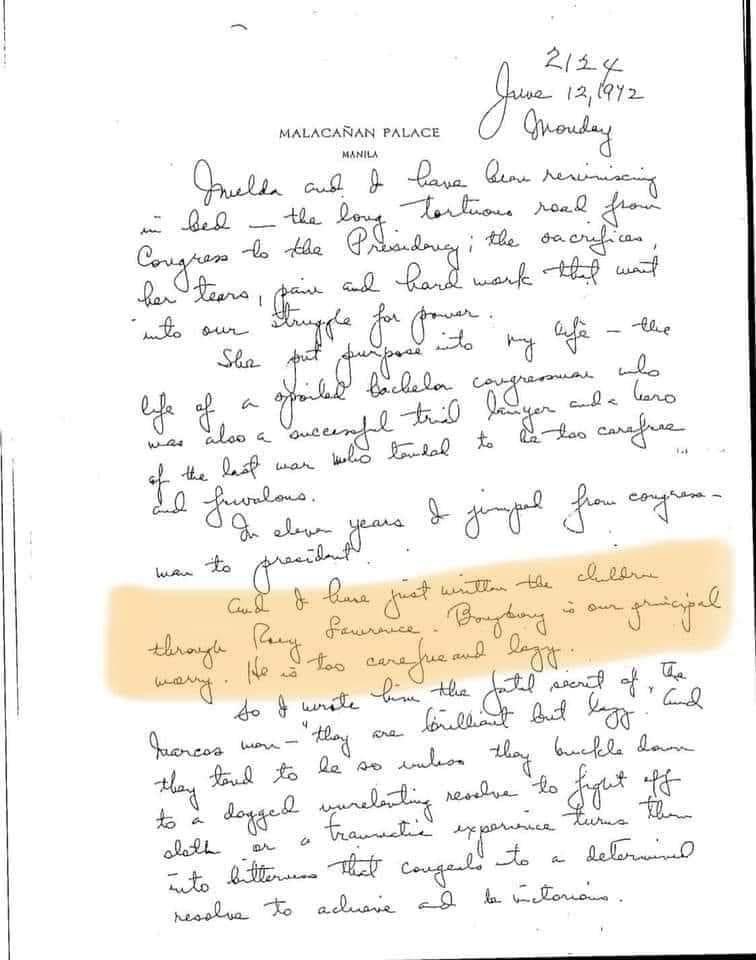 2124
June 12, 1972
MALACAÑAN PALACE
Monday
MANILA
Imelda and I have been reminiscing
in bed — the long tortuous road from
Congress to the Presidency; the sacrifices,
her tears, pain and hard work that went
into our struggle for power.
She put purpose into my life – the
life of a spoiled bachelor congressman who
was also a successful trial lawyer and a hero
of the last war who tended to be too carefree
and frivolous.
In eleven years I jumped from congress-
man to president.
And I have just written the children
through Rosy Lawrence. Bongbong is our principal
worry. He is too carefree and lazy.
So I wrote him the fatal secret of the
Marcos men – "they are brilliant but lazy. And
they tend to be so unless they buckle down
to a dogged unrelenting resolve to fight off
sloth or a traumatic experience turns them
into bitterness that congeals to a determined
resolve to achieve and be victorious.